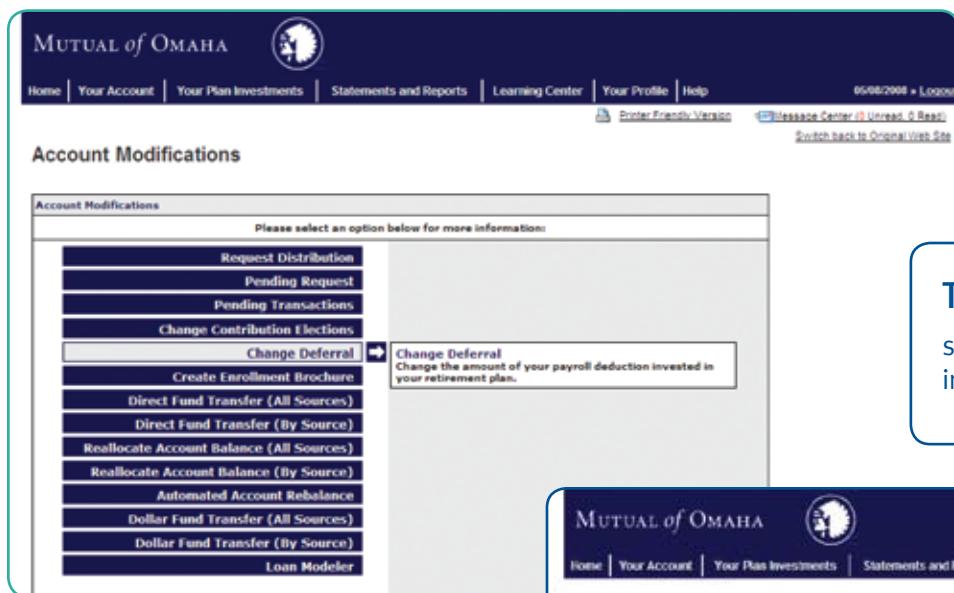 MUTUAL of OMAHA
Home | Your Account | Your Plan Investments | Statements and Reports | Learning Center | Your Profile | Help 05/08/2008 » Logou
Printer Friendly Version Message Center (0 Unread, 0 Read)
Switch back to Original Web Site
Account Modifications
Account Modifications
Please select an option below for more information:
Request Distribution
Pending Request
Pending Transactions
Change Contribution Elections
Change Deferral
Change Deferral
Change the amount of your payroll deduction invested in
your retirement plan.
Create Enrollment Brochure
Direct Fund Transfer (All Sources)
Direct Fund Transfer (By Source)
Reallocate Account Balance (All Sources)
Reallocate Account Balance (By Source)
Automated Account Rebalance
Dollar Fund Transfer (All Sources)
Dollar Fund Transfer (By Source)
Loan Modeler
T
s
in
MUTUAL of OMAHA
Home | Your Account | Your Plan Investments | Statements and